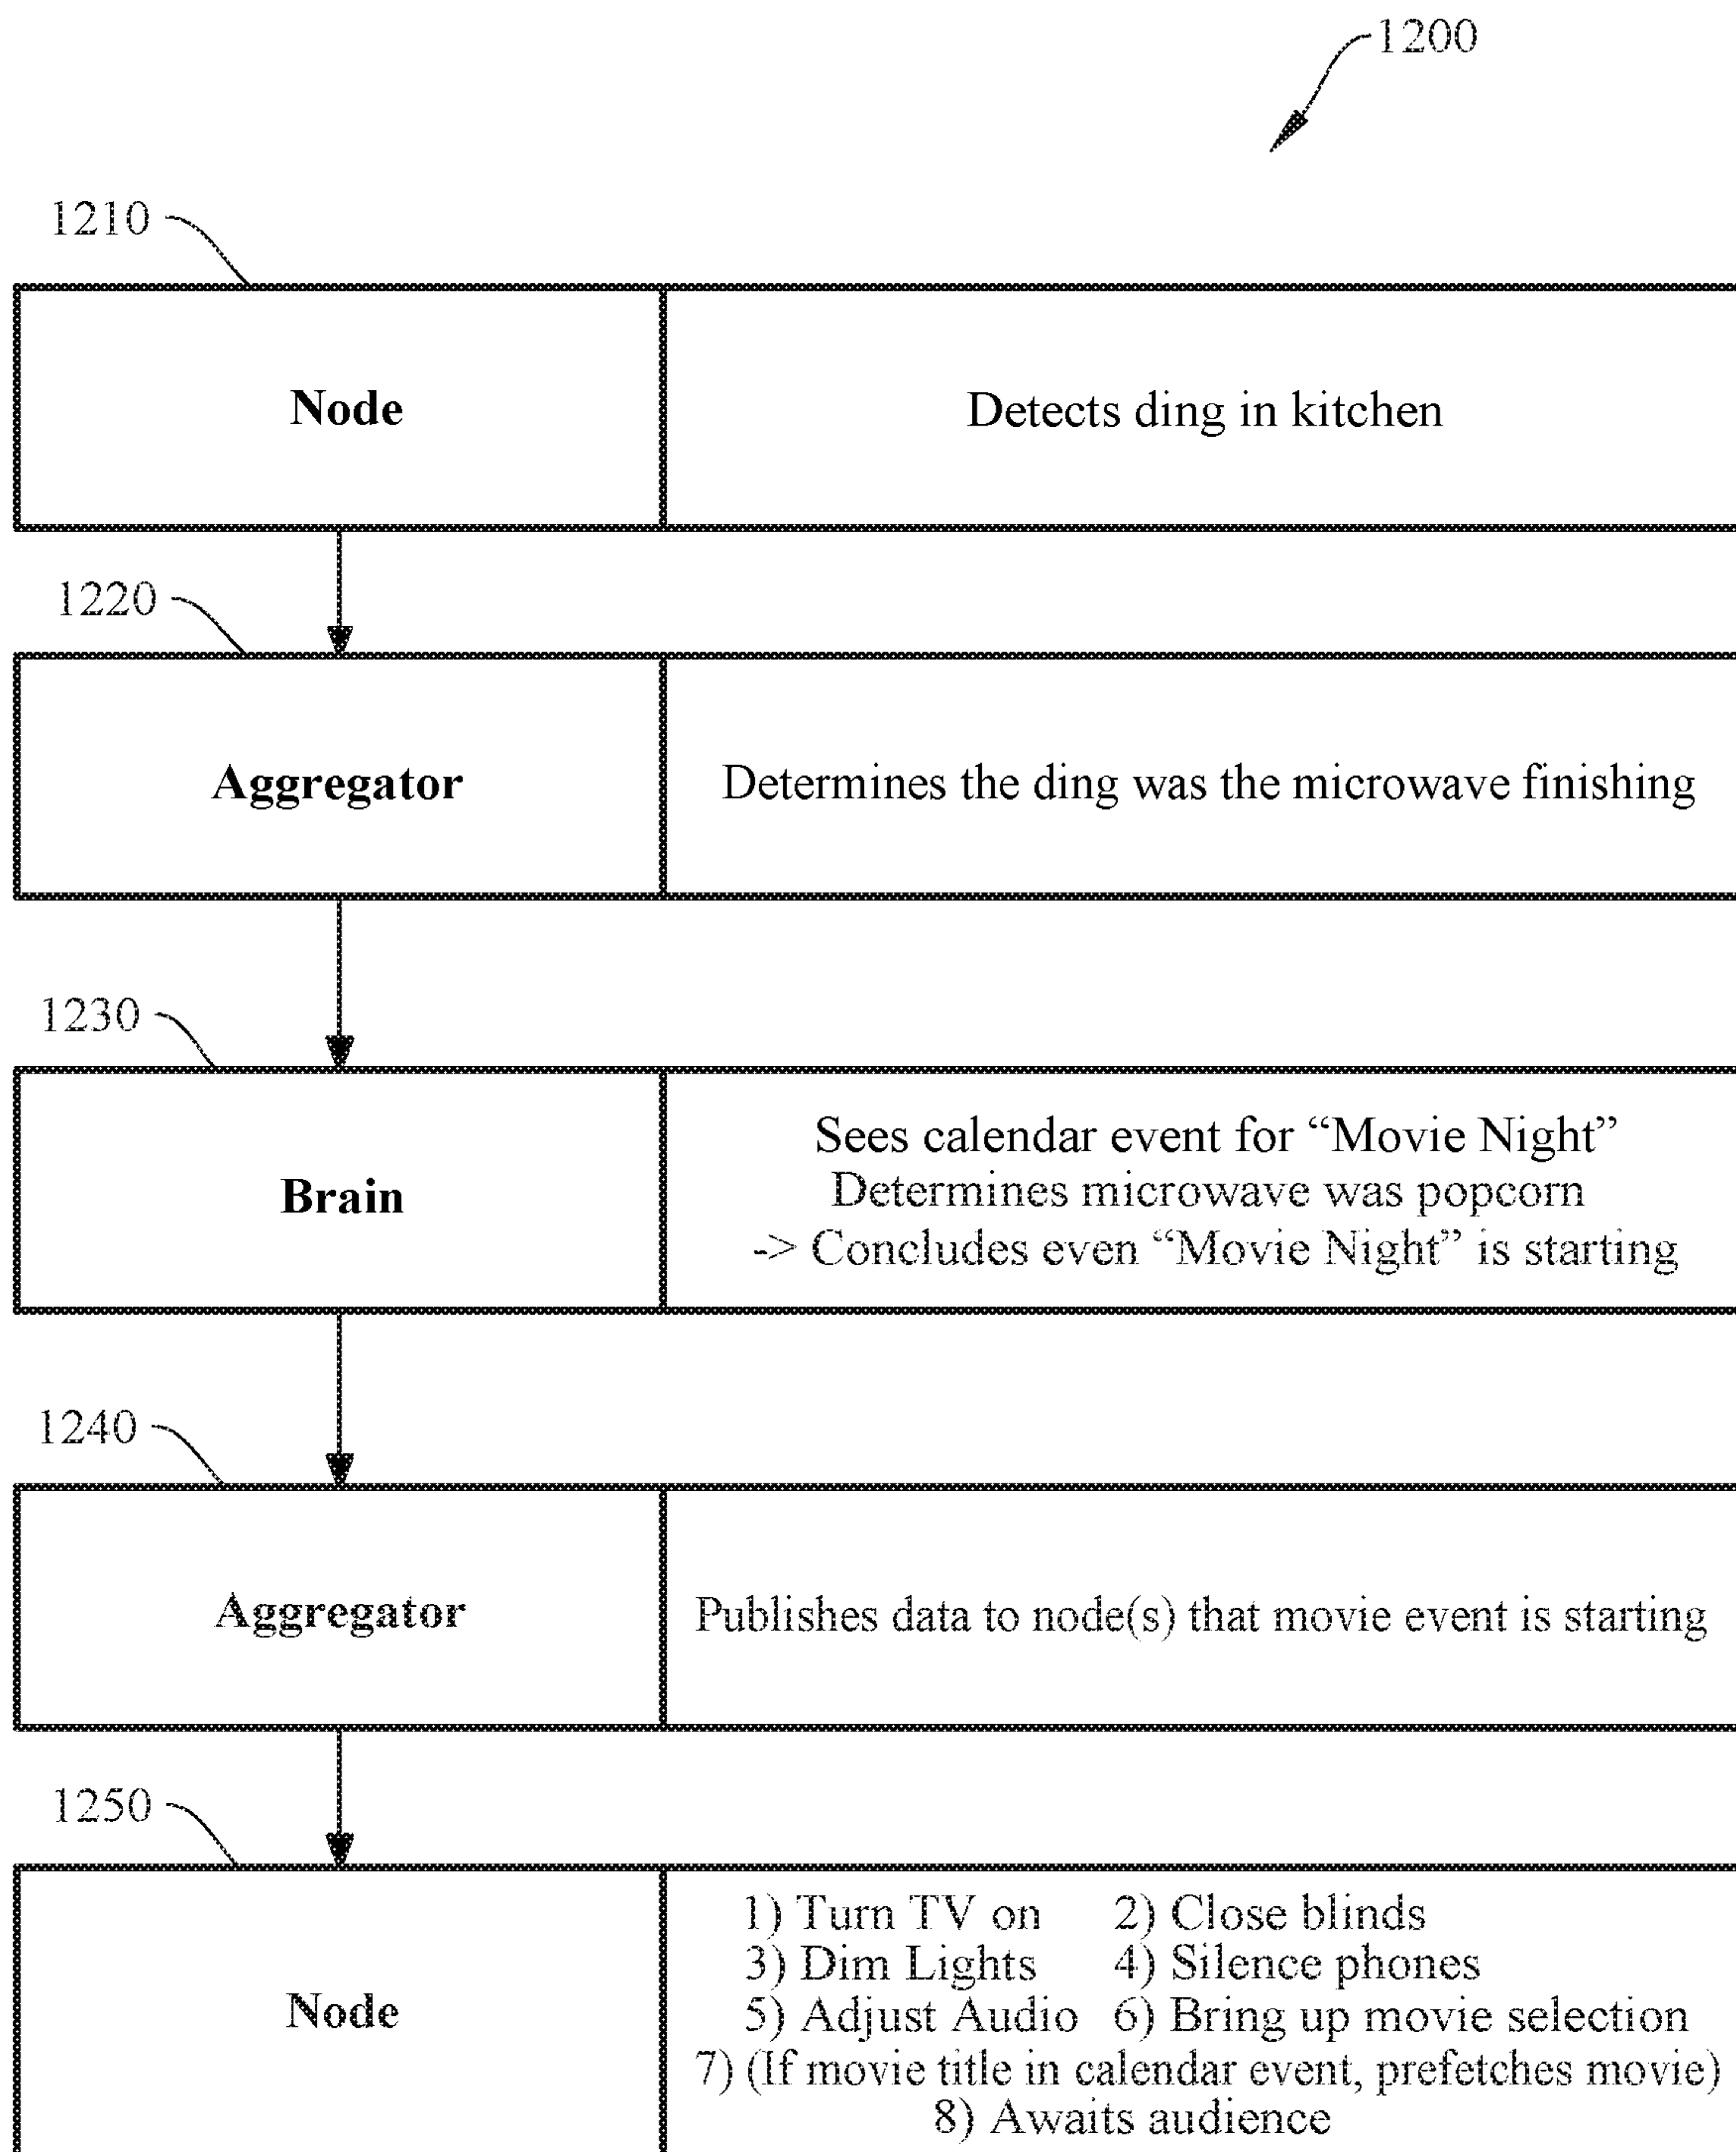 1200
1210
Node
Detects ding in kitchen
1220
Aggregator
Determines the ding was the microwave finishing
1230
Brain
Sees calendar event for “Movie Night”
Determines microwave was popcorn
-> Concludes even “Movie Night” is starting
1240
Aggregator
Publishes data to node(s) that movie event is starting
1250
Node
1) Turn TV on 2) Close blinds
3) Dim Lights 4) Silence phones
5) Adjust Audio 6) Bring up movie selection
7) (If movie title in calendar event, prefetches movie)
8) Awaits audience